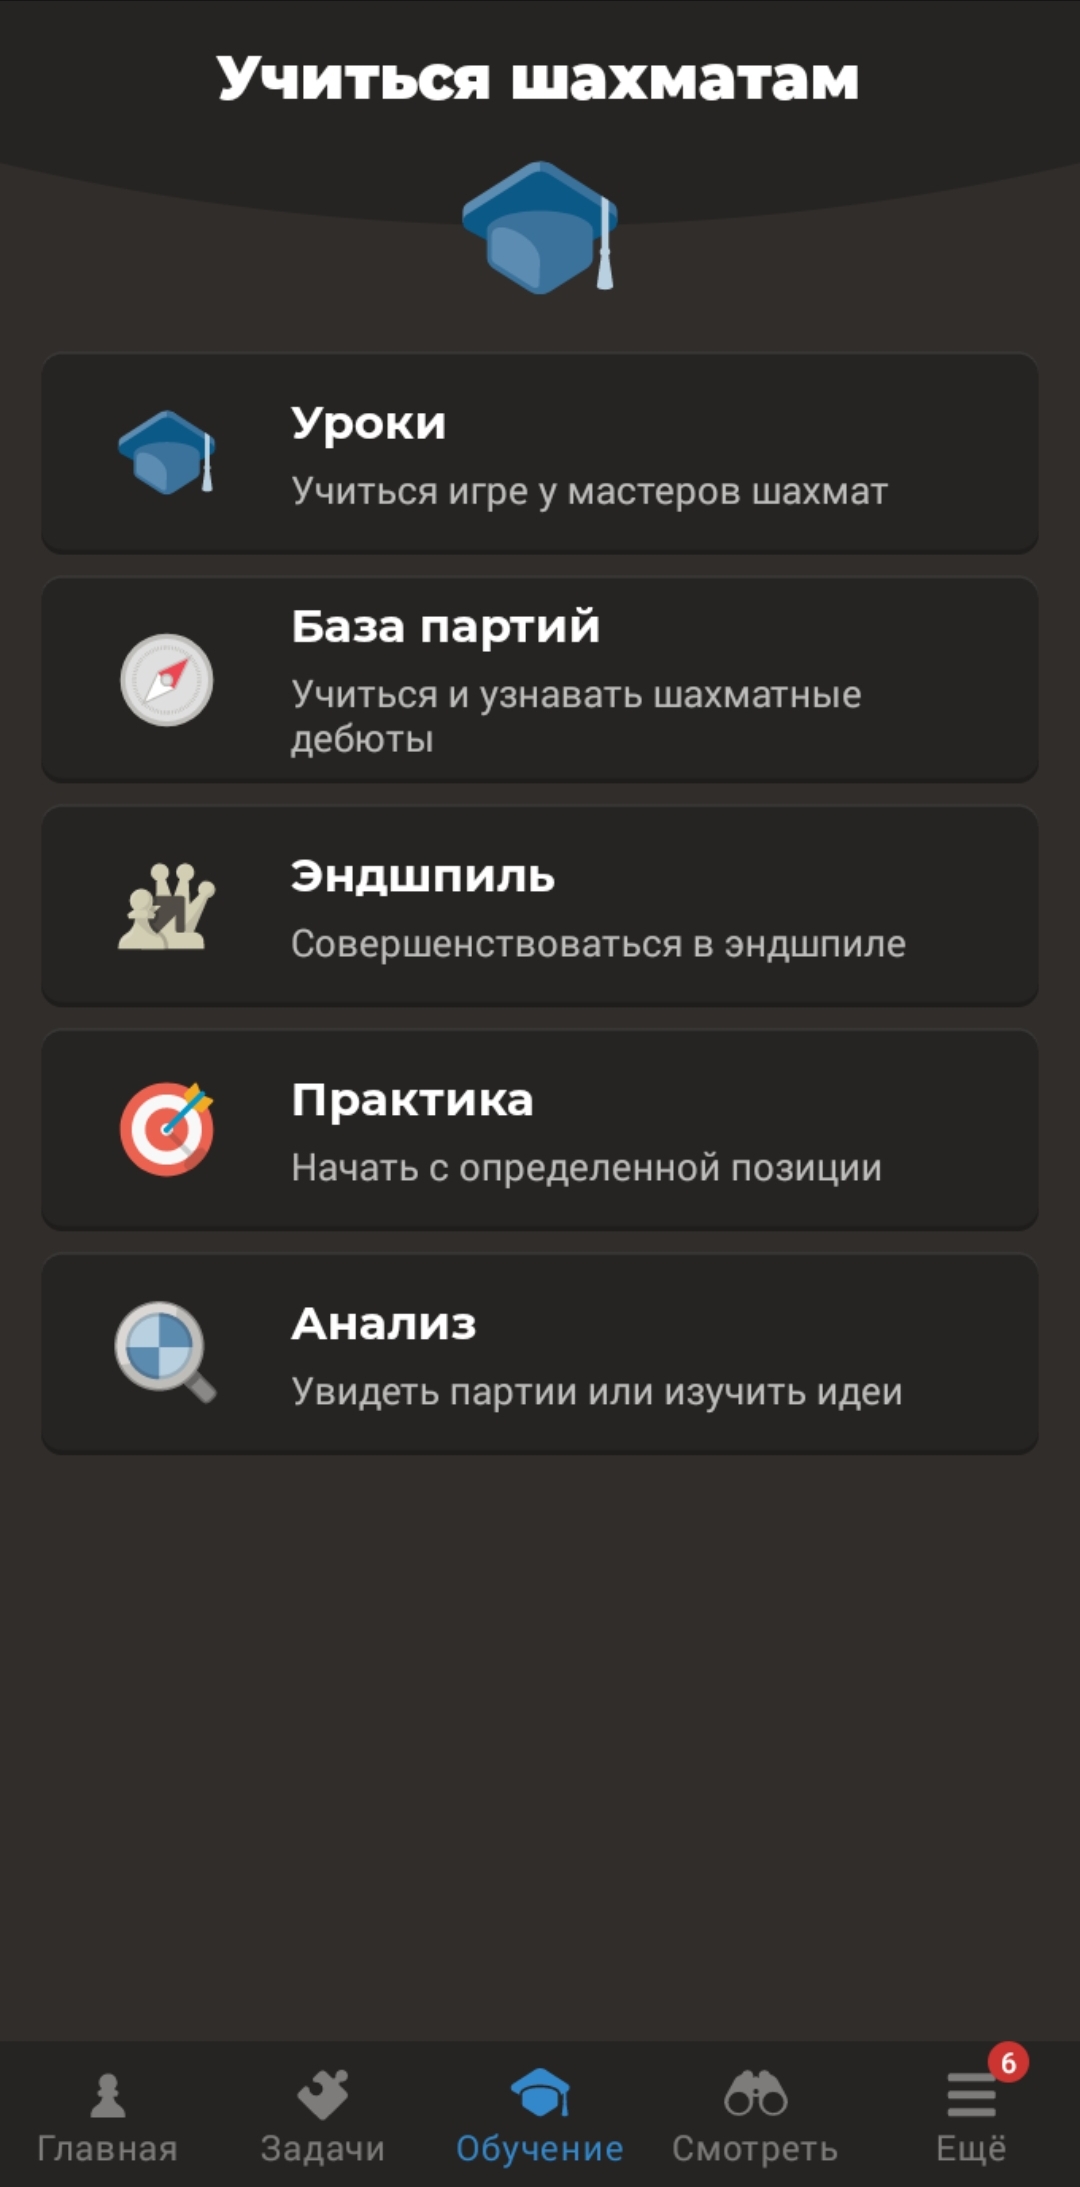 Учиться шахматам
Уроки
Учиться игре у мастеров шахмат
База партий
Учиться и узнавать шахматные
дебюты
Эндшпиль
Совершенствоваться в эндшпиле
Практика
Начать с определенной позиции
Анализ
Увидеть партии или изучить идеи
6
Главная
Задачи
Обучение
Смотреть
Ещё